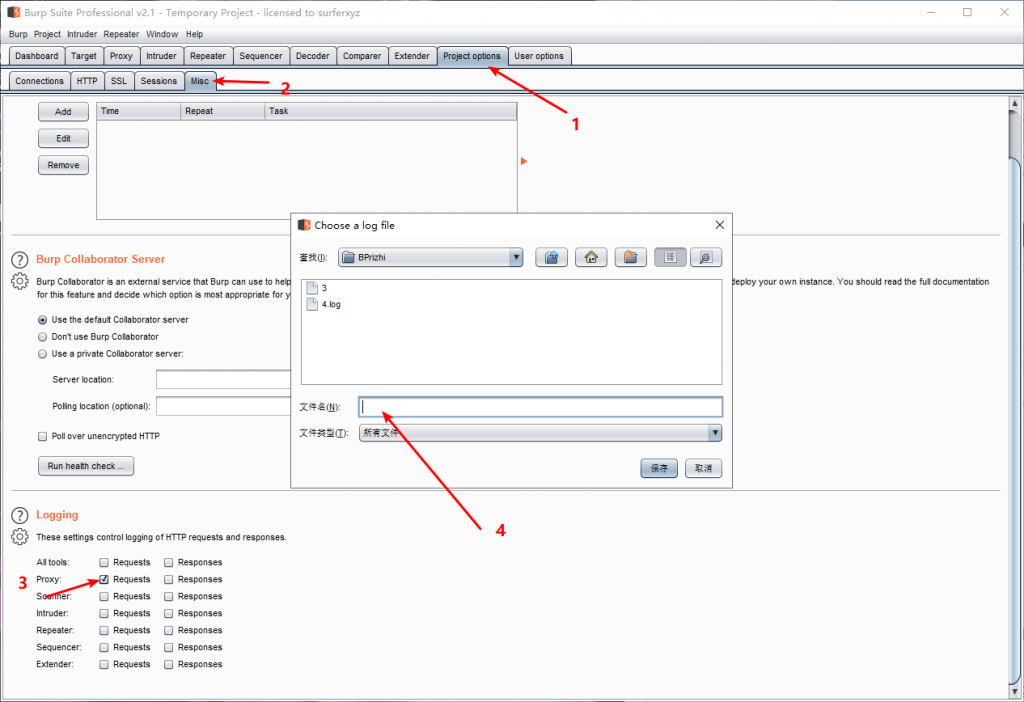 Burp Suite Professional v2.1 - Temporary Project - licensed to surferxyz
Burp Project Intruder Repeater Window Help
Dashboard Target Proxy Intruder Repeater Sequencer Decoder Comparer Extender Project options User options
Connections HTTP SSL Sessions Misc
2
1
Add
Edit
Remove
Time Repeat Task
Choose a log file
查找(I): BPrizhi
3
4.log
文件名(N):
文件类型(T): 所有文件
保存 取消
4
Burp Collaborator Server
Burp Collaborator is an external service that Burp can use to help
deploy your own instance. You should read the full documentation
for this feature and decide which option is most appropriate for y
Use the default Collaborator server
Don't use Burp Collaborator
Use a private Collaborator server:
Server location:
Polling location (optional):
Poll over unencrypted HTTP
Run health check ...
Logging
These settings control logging of HTTP requests and responses.
All tools: Requests Responses
3 Proxy: Requests Responses
Scanner: Requests Responses
Intruder: Requests Responses
Repeater: Requests Responses
Sequencer: Requests Responses
Extender: Requests Responses